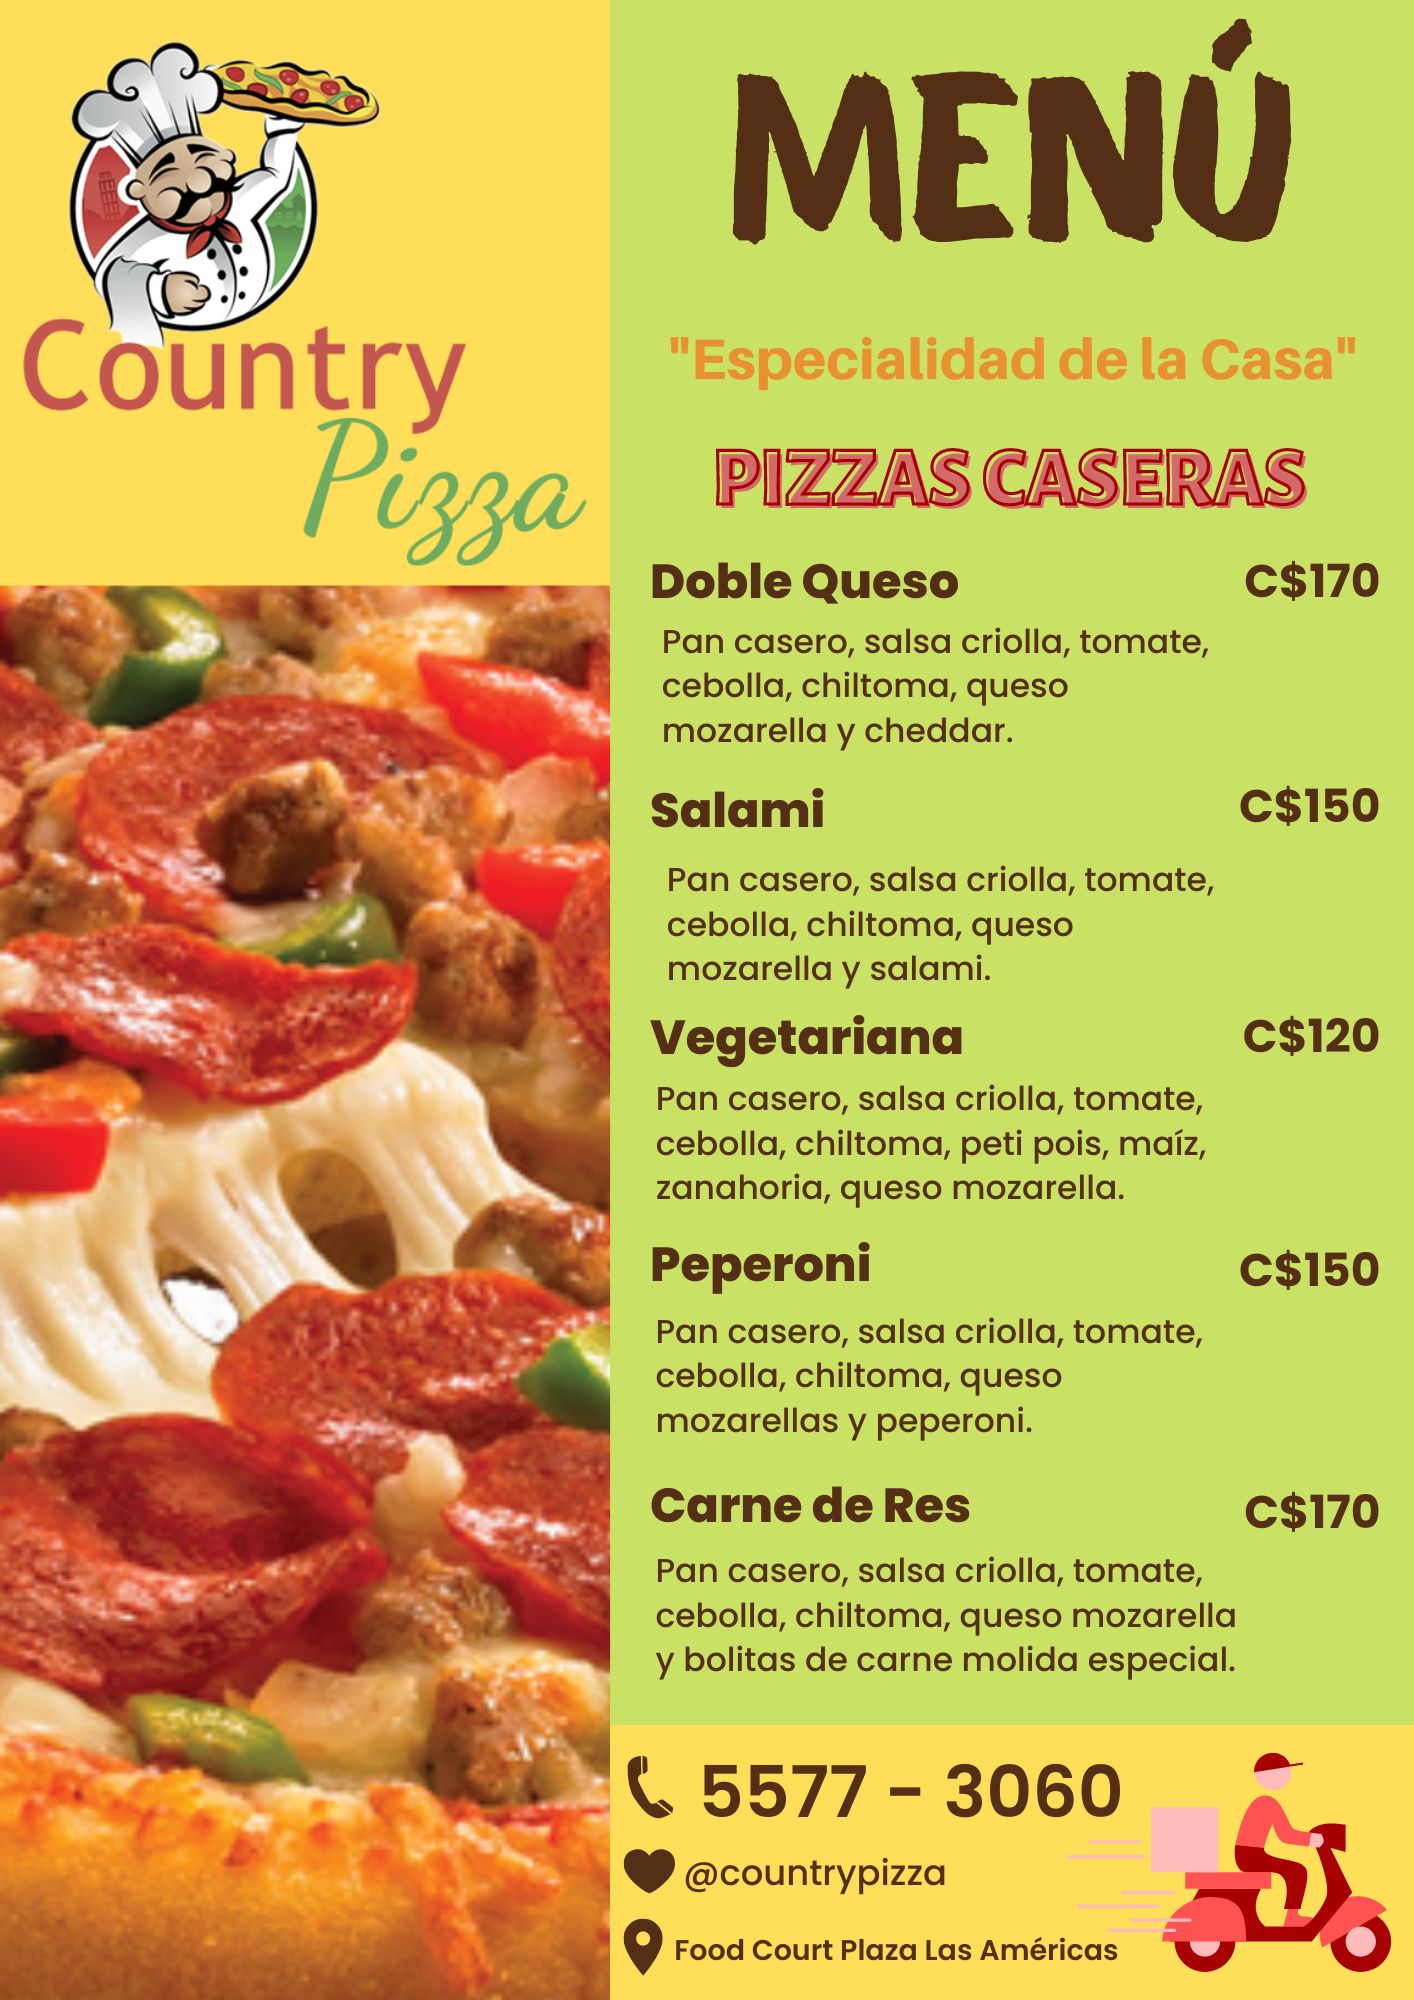 Country
Pizza
MENÚ
"Especialidad de la Casa"
PIZZAS CASERAS
Doble Queso C$170
Pan casero, salsa criolla, tomate,
cebolla, chiltoma, queso
mozarella y cheddar.
Salami C$150
Pan casero, salsa criolla, tomate,
cebolla, chiltoma, queso
mozarella y salami.
Vegetariana C$120
Pan casero, salsa criolla, tomate,
cebolla, chiltoma, peti pois, maíz,
zanahoria, queso mozarella.
Peperoni C$150
Pan casero, salsa criolla, tomate,
cebolla, chiltoma, queso
mozarellas y peperoni.
Carne de Res C$170
Pan casero, salsa criolla, tomate,
cebolla, chiltoma, queso mozarella
y bolitas de carne molida especial.
5577 - 3060
@countrypizza
Food Court Plaza Las Américas